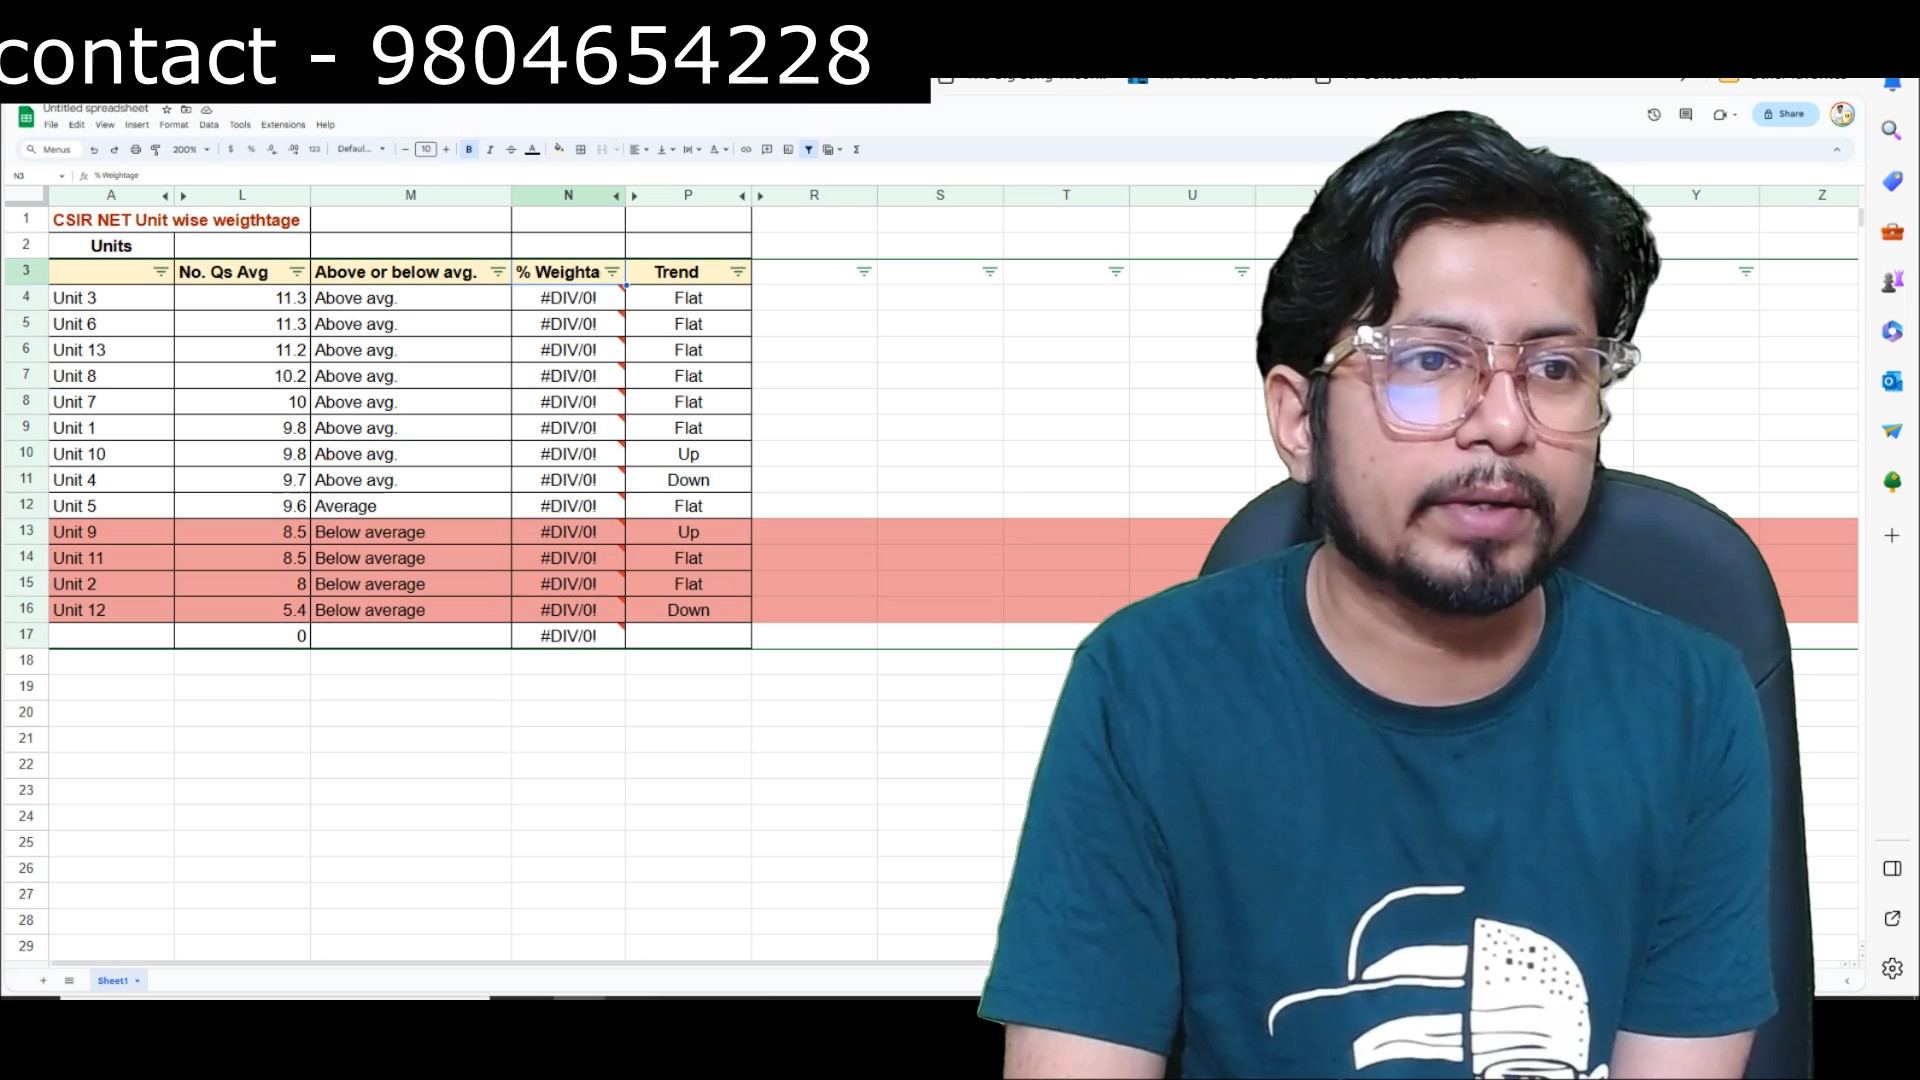 contact - 9804654228
Untitled spreadsheet
File Edit View Insert Format Data Tools Extensions Help
Share
Menus 200% $ % .0 .00 123 Defaul... - 10 + B I A Σ
N3 fx % Weightage
A L M N P R S T U Y Z
1 CSIR NET Unit wise weigthtage
2 Units
3 No. Qs Avg Above or below avg. % Weighta Trend
4 Unit 3 11.3 Above avg. #DIV/0! Flat
5 Unit 6 11.3 Above avg. #DIV/0! Flat
6 Unit 13 11.2 Above avg. #DIV/0! Flat
7 Unit 8 10.2 Above avg. #DIV/0! Flat
8 Unit 7 10 Above avg. #DIV/0! Flat
9 Unit 1 9.8 Above avg. #DIV/0! Flat
10 Unit 10 9.8 Above avg. #DIV/0! Up
11 Unit 4 9.7 Above avg. #DIV/0! Down
12 Unit 5 9.6 Average #DIV/0! Flat
13 Unit 9 8.5 Below average #DIV/0! Up
14 Unit 11 8.5 Below average #DIV/0! Flat
15 Unit 2 8 Below average #DIV/0! Flat
16 Unit 12 5.4 Below average #DIV/0! Down
17 0 #DIV/0!
18
19
20
21
22
23
24
25
26
27
28
29
+ Sheet1